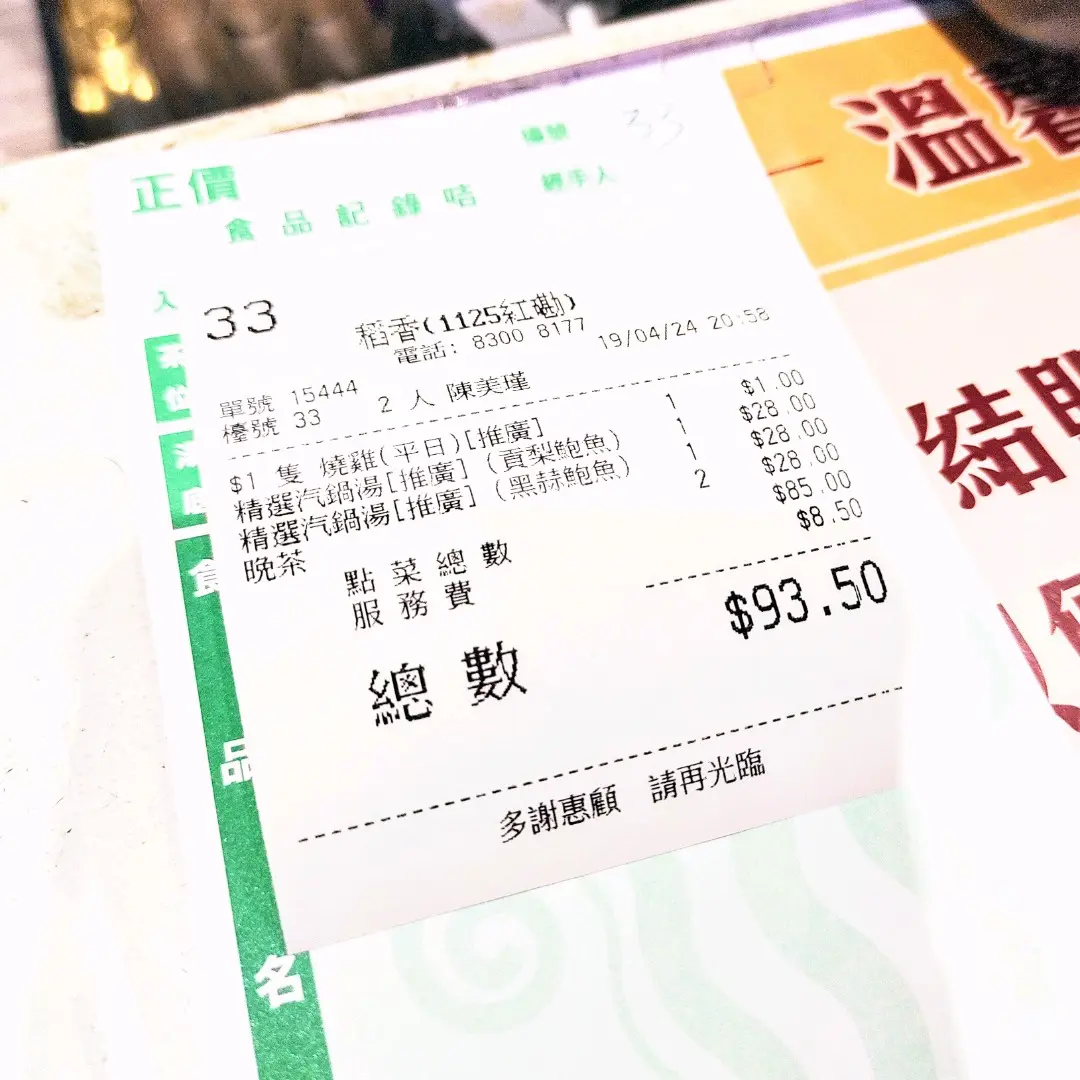 正價
編號 33
食品記錄咭
經手人
入
33
稻香(1125紅磡)
電話: 8300 8177
19/04/24 20:58
單號 15444
檯號 33 2 人 陳美瑾
$1 隻 燒雞(平日)[推廣] 1 $1.00
精選汽鍋湯[推廣] (貢梨鮑魚) 1 $28.00
精選汽鍋湯[推廣] (黑蒜鮑魚) 1 $28.00
晚茶 2 $28.00
點菜總數 $85.00
服務費 $8.50
總數 $93.50
多謝惠顧 請再光臨
食
品
名
溫
結